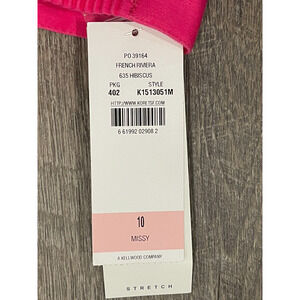 PO 39164
FRENCH RIVIERA
635 HIBISCUS
PKG STYLE
402 K1513051M
HTTP://WWW.KORETSF.COM
6 61992 02908 2
10
MISSY
A KELLWOOD COMPANY
STRETCH